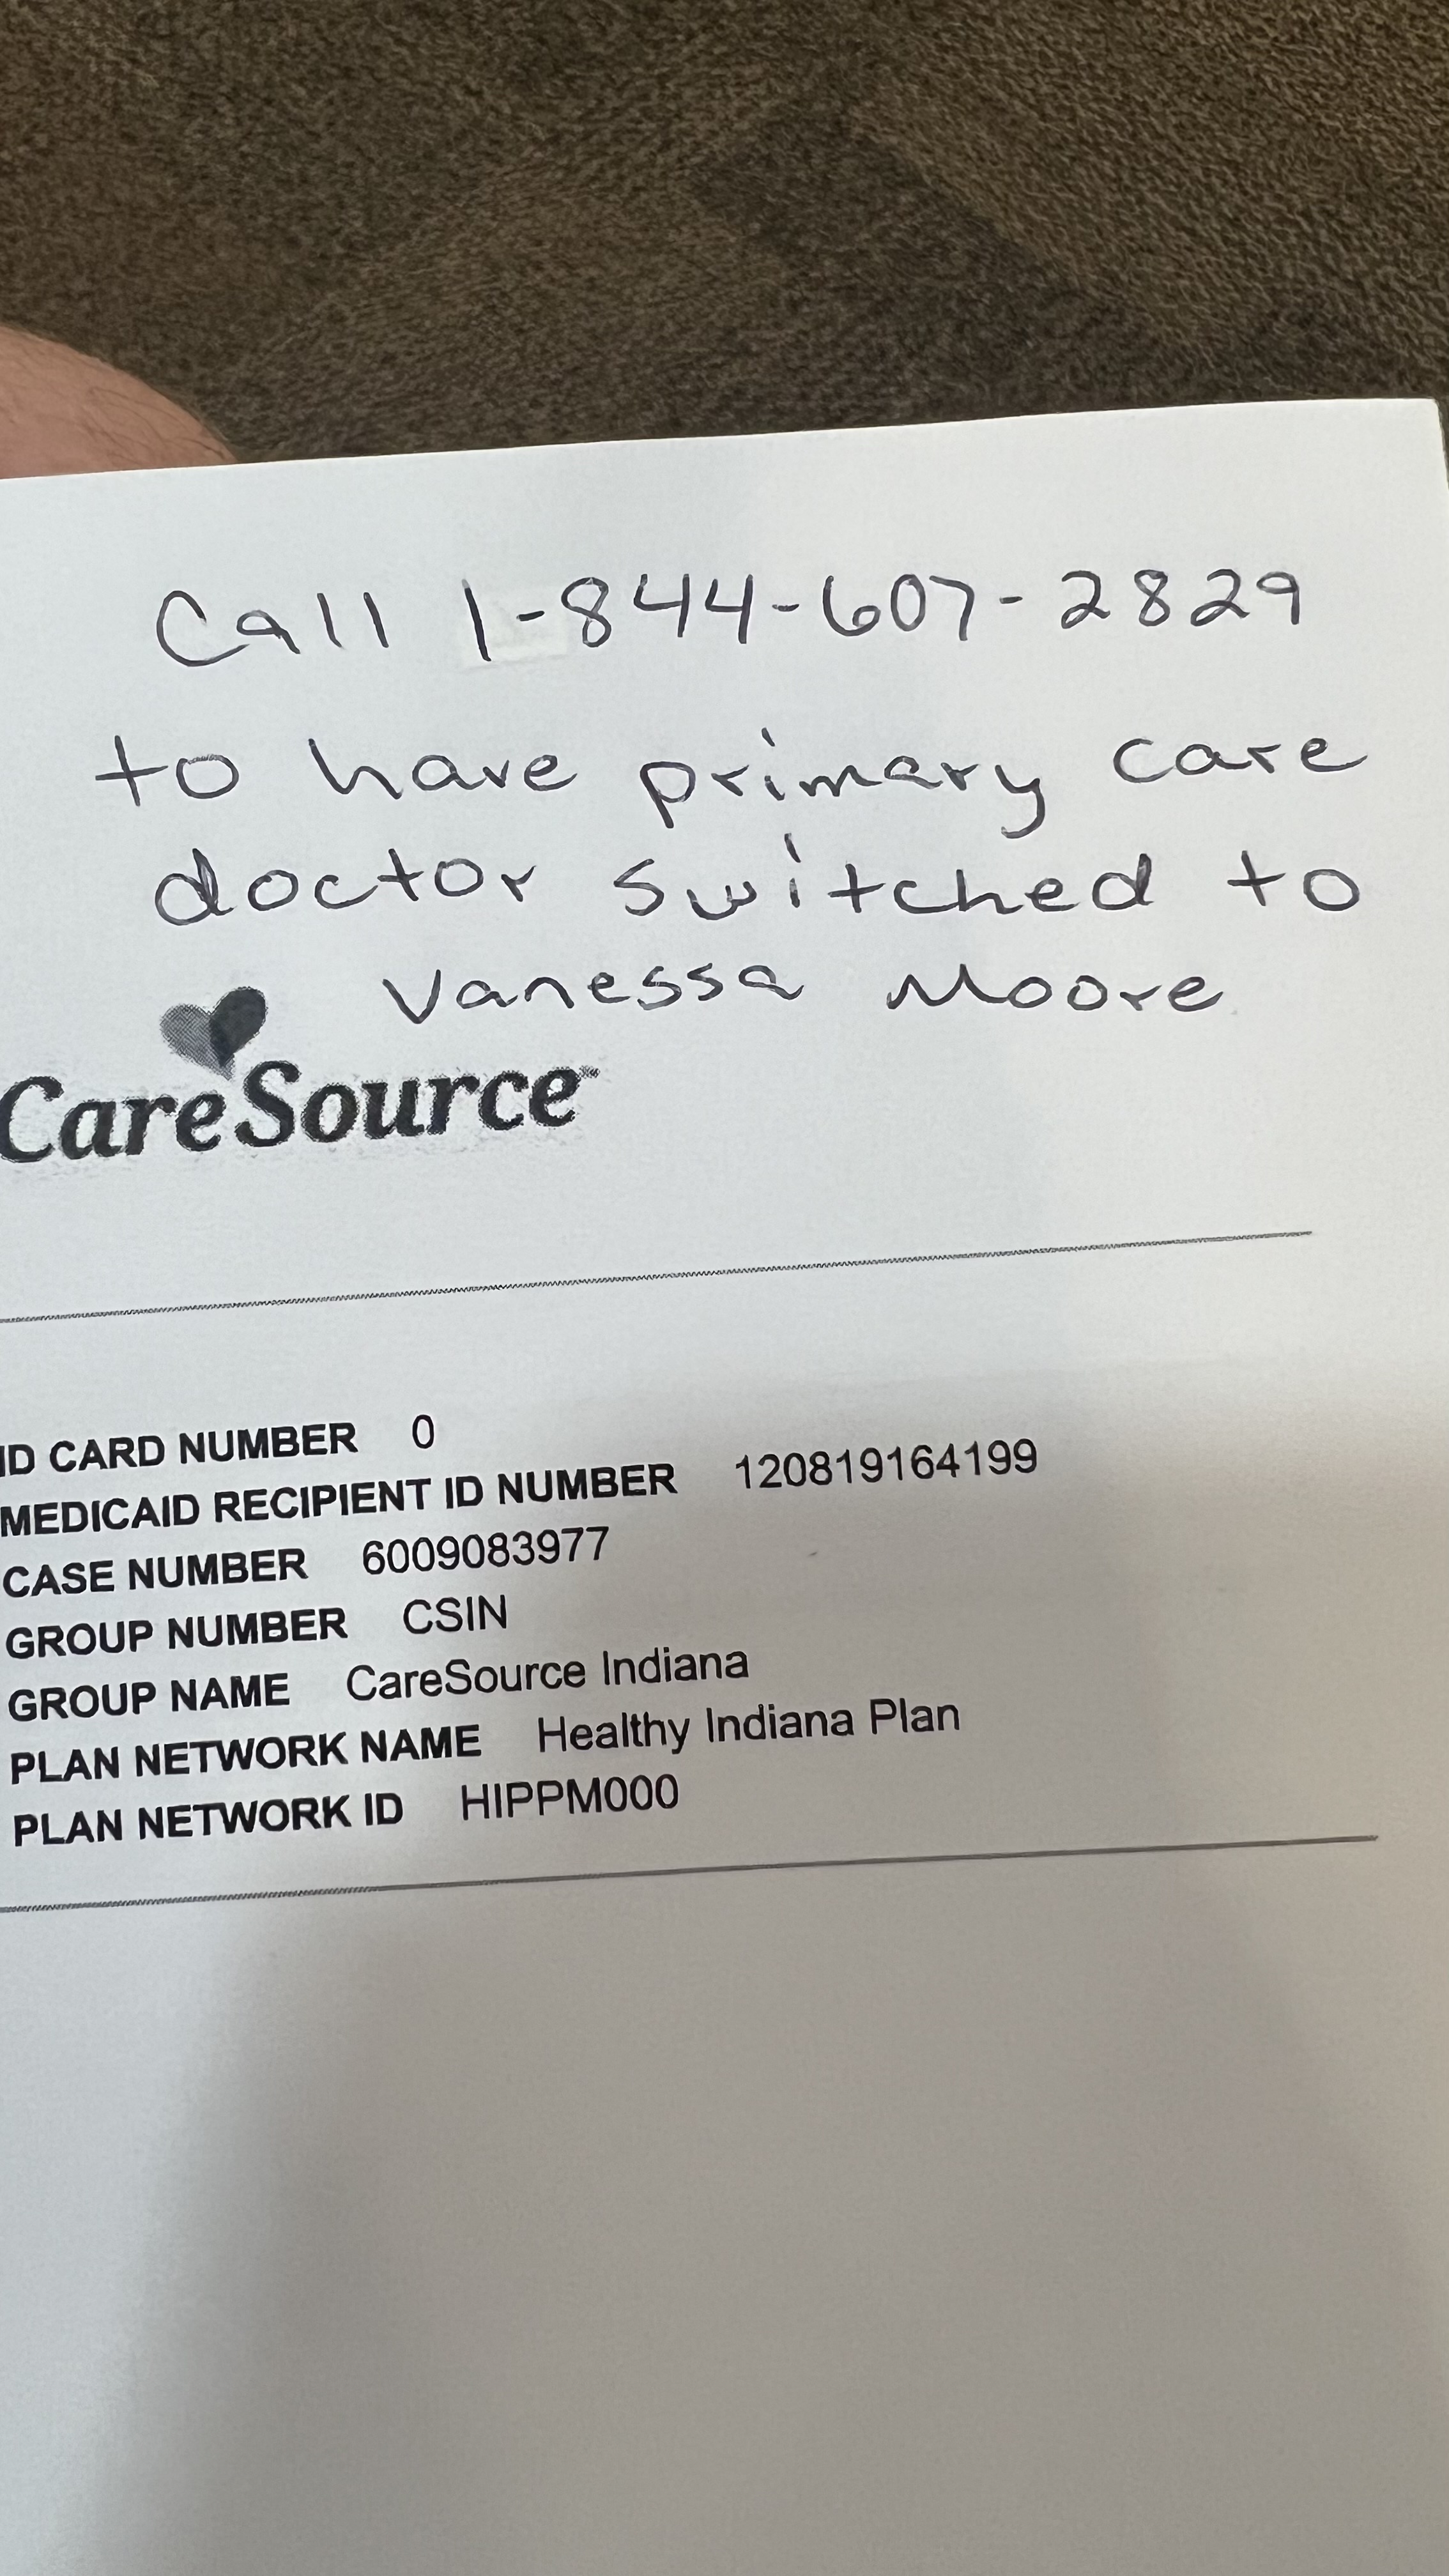 Call 1-844-607-2829
to have primary care
doctor switched to
Vanessa Moore
CareSource™
ID CARD NUMBER 0
MEDICAID RECIPIENT ID NUMBER 120819164199
CASE NUMBER 6009083977
GROUP NUMBER CSIN
GROUP NAME CareSource Indiana
PLAN NETWORK NAME Healthy Indiana Plan
PLAN NETWORK ID HIPPM000